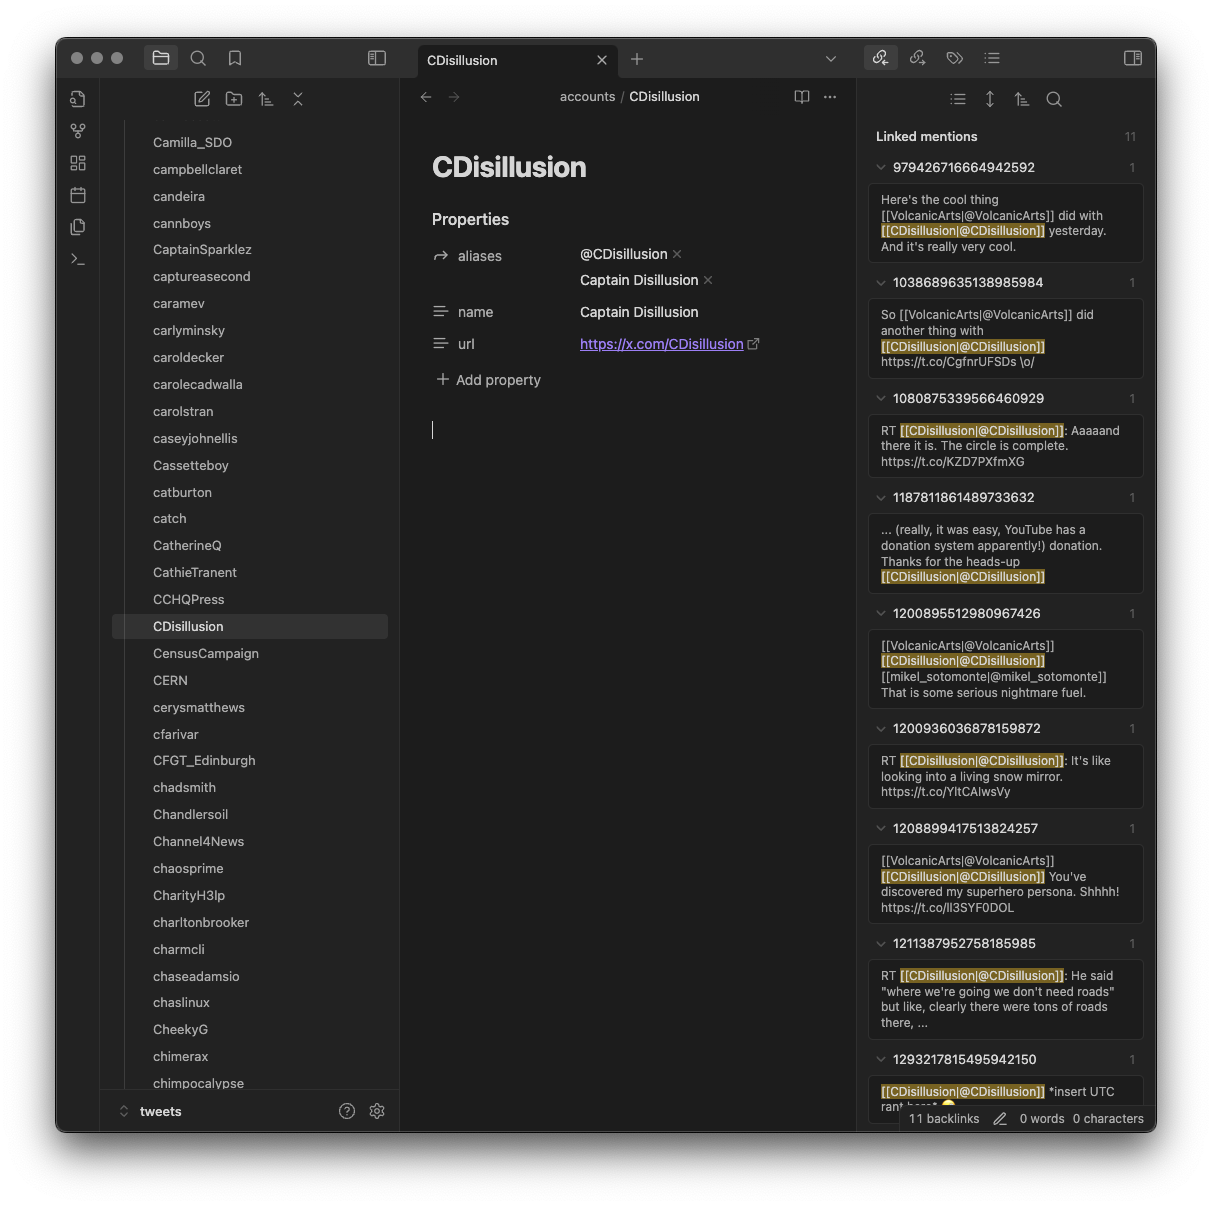 CDisillusion
accounts / CDisillusion
Camilla_SDO
campbellclaret
candeira
cannboys
CaptainSparklez
captureasecond
caramev
carlyminsky
caroldecker
carolecadwalla
carolstran
caseyjohnellis
Cassetteboy
catburton
catch
CatherineQ
CathieTranent
CCHQPress
CDisillusion
CensusCampaign
CERN
cerysmatthews
cfarivar
CFGT_Edinburgh
chadsmith
Chandlersoil
Channel4News
chaosprime
CharityH3lp
charltonbrooker
charmcli
chaseadamsio
chaslinux
CheekyG
chimerax
chimpocalypse
tweets
CDisillusion
Properties
aliases
@CDisillusion
Captain Disillusion
name
Captain Disillusion
url
https://x.com/CDisillusion
Add property
Linked mentions 11
979426716664942592 1
Here's the cool thing
[[VolcanicArts|@VolcanicArts]] did with
[[CDisillusion|@CDisillusion]] yesterday.
And it's really very cool.
1038689635138985984 1
So [[VolcanicArts|@VolcanicArts]] did
another thing with
[[CDisillusion|@CDisillusion]]
https://t.co/CgfnrUFSDs \o/
1080875339566460929 1
RT [[CDisillusion|@CDisillusion]]: Aaaaand
there it is. The circle is complete.
https://t.co/KZD7PXfmXG
1187811861489733632 1
... (really, it was easy, YouTube has a
donation system apparently!) donation.
Thanks for the heads-up
[[CDisillusion|@CDisillusion]]
1200895512980967426 1
[[VolcanicArts|@VolcanicArts]]
[[CDisillusion|@CDisillusion]]
[[mikel_sotomonte|@mikel_sotomonte]]
That is some serious nightmare fuel.
1200936036878159872 1
RT [[CDisillusion|@CDisillusion]]: It's like
looking into a living snow mirror.
https://t.co/YItCAlwsVy
1208899417513824257 1
[[VolcanicArts|@VolcanicArts]]
[[CDisillusion|@CDisillusion]] You've
discovered my superhero persona. Shhhh!
https://t.co/lI3SYF0DOL
1211387952758185985 1
RT [[CDisillusion|@CDisillusion]]: He said
"where we're going we don't need roads"
but like, clearly there were tons of roads
there, ...
1293217815495942150 1
[[CDisillusion|@CDisillusion]] *insert UTC
rant here*
11 backlinks 0 words 0 characters